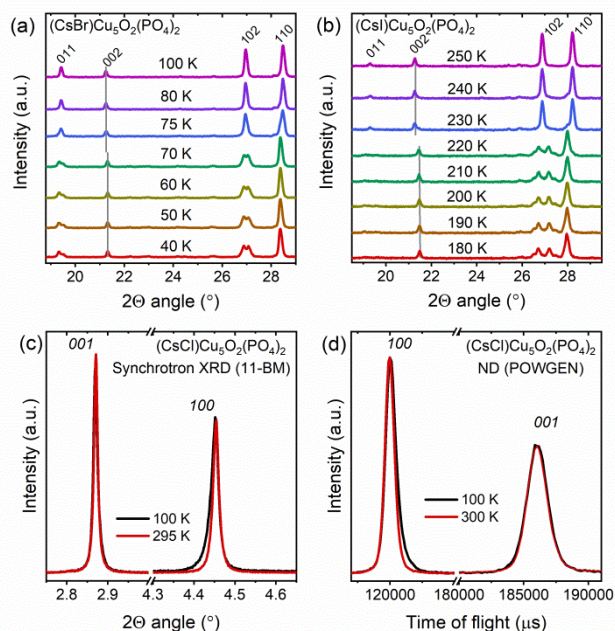 (a) (CsBr)Cu₅O₂(PO₄)₂
011 002 102 110
100 K
80 K
75 K
70 K
60 K
50 K
40 K
Intensity (a.u.)
20 22 24 26 28
2Θ angle (°)
(b) (CsI)Cu₅O₂(PO₄)₂
011 002 102 110
250 K
240 K
230 K
220 K
210 K
200 K
190 K
180 K
Intensity (a.u.)
20 22 24 26 28
2Θ angle (°)
(c) (CsCl)Cu₅O₂(PO₄)₂
001 Synchrotron XRD (11-BM)
100
100 K
295 K
Intensity (a.u.)
2.8 2.9 4.3 4.4 4.5 4.6
2Θ angle (°)
(d) 100 (CsCl)Cu₅O₂(PO₄)₂
ND (POWGEN)
001
100 K
300 K
Intensity (a.u.)
120000 180000 185000 190000
Time of flight (μs)